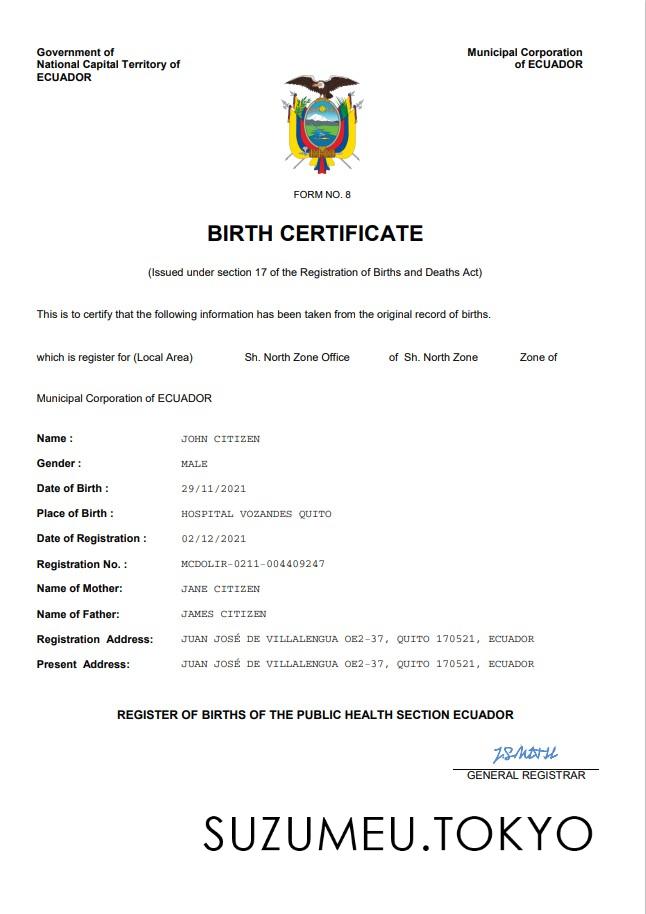 Government of
National Capital Territory of
ECUADOR
Municipal Corporation
of ECUADOR
FORM NO. 8
BIRTH CERTIFICATE
(Issued under section 17 of the Registration of Births and Deaths Act)
This is to certify that the following information has been taken from the original record of births.
which is register for (Local Area) Sh. North Zone Office of Sh. North Zone Zone of
Municipal Corporation of ECUADOR
Name : JOHN CITIZEN
Gender : MALE
Date of Birth : 29/11/2021
Place of Birth : HOSPITAL VOZANDES QUITO
Date of Registration : 02/12/2021
Registration No. : MCDOLIR-0211-004409247
Name of Mother: JANE CITIZEN
Name of Father: JAMES CITIZEN
Registration Address: JUAN JOSÉ DE VILLALENGUA OE2-37, QUITO 170521, ECUADOR
Present Address: JUAN JOSÉ DE VILLALENGUA OE2-37, QUITO 170521, ECUADOR
REGISTER OF BIRTHS OF THE PUBLIC HEALTH SECTION ECUADOR
GENERAL REGISTRAR
SUZUMEU.TOKYO